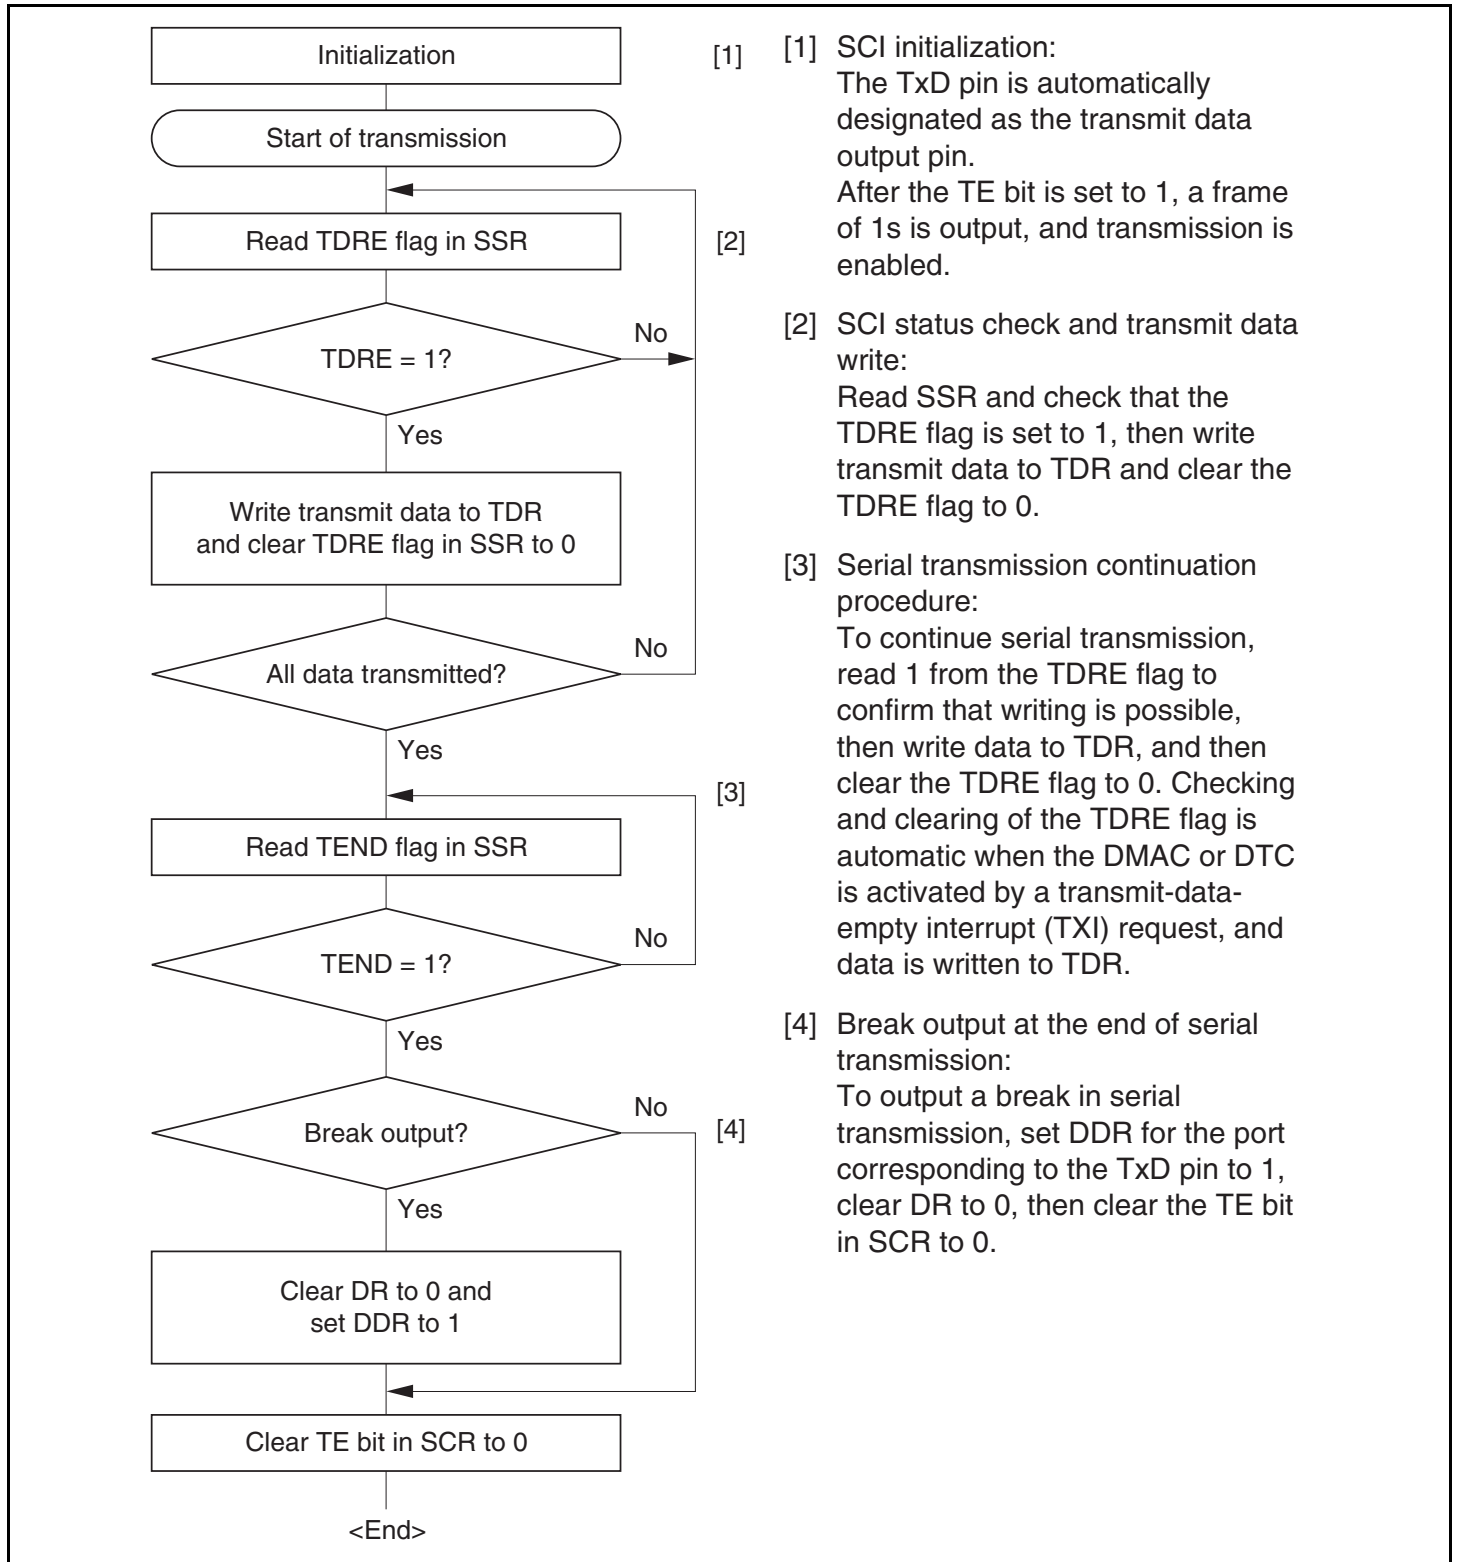 Initialization
[1]
Start of transmission
Read TDRE flag in SSR
[2]
No
TDRE = 1?
Yes
Write transmit data to TDR
and clear TDRE flag in SSR to 0
No
All data transmitted?
Yes
[3]
Read TEND flag in SSR
No
TEND = 1?
Yes
No
Break output?
[4]
Yes
Clear DR to 0 and
set DDR to 1
Clear TE bit in SCR to 0
<End>
[1] SCI initialization:
The TxD pin is automatically
designated as the transmit data
output pin.
After the TE bit is set to 1, a frame
of 1s is output, and transmission is
enabled.
[2] SCI status check and transmit data
write:
Read SSR and check that the
TDRE flag is set to 1, then write
transmit data to TDR and clear the
TDRE flag to 0.
[3] Serial transmission continuation
procedure:
To continue serial transmission,
read 1 from the TDRE flag to
confirm that writing is possible,
then write data to TDR, and then
clear the TDRE flag to 0. Checking
and clearing of the TDRE flag is
automatic when the DMAC or DTC
is activated by a transmit-data-
empty interrupt (TXI) request, and
data is written to TDR.
[4] Break output at the end of serial
transmission:
To output a break in serial
transmission, set DDR for the port
corresponding to the TxD pin to 1,
clear DR to 0, then clear the TE bit
in SCR to 0.